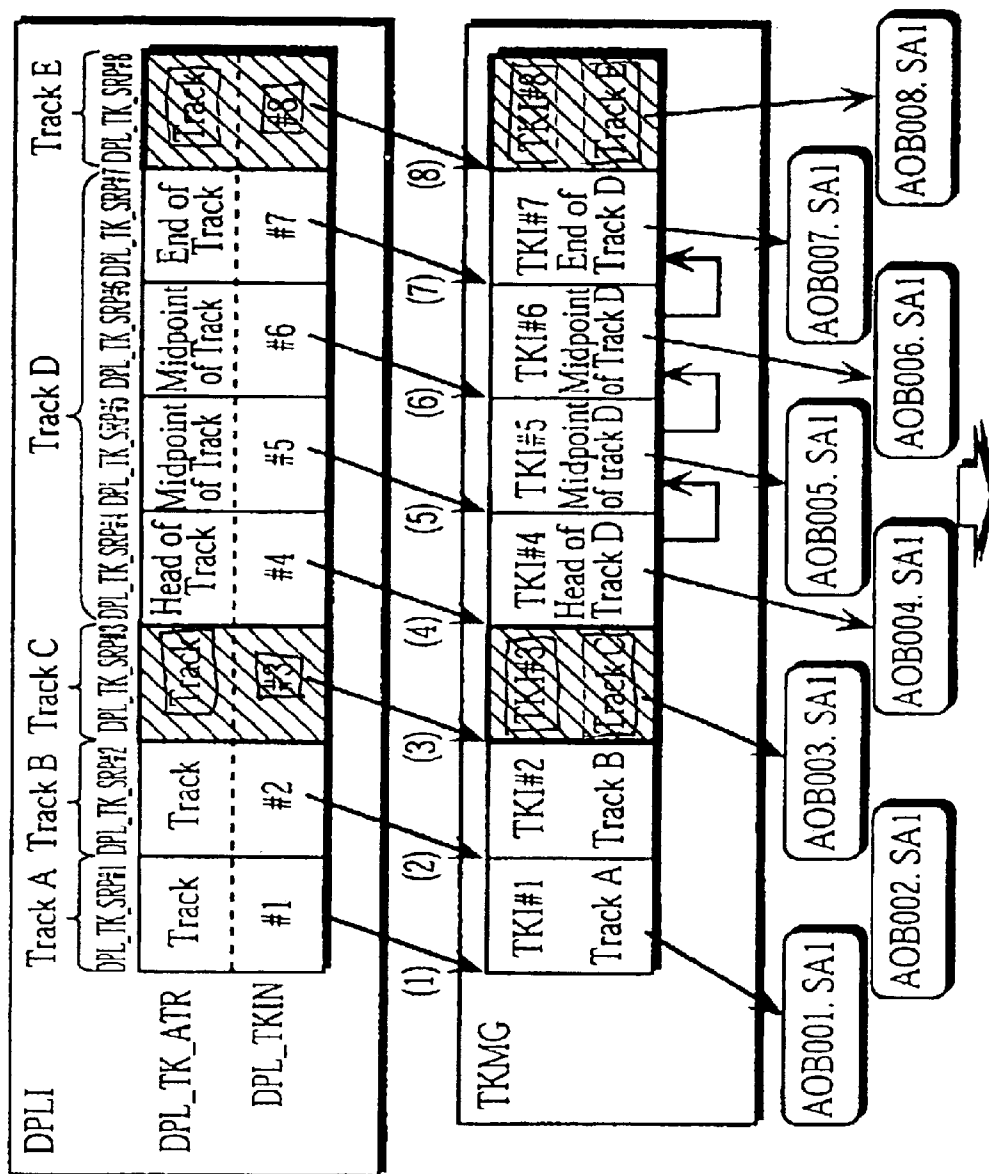 DPLI
Track A
Track B
Track C
Track D
Track E
DPL_TK_SRP#1
DPL_TK_SRP#2
DPL_TK_SRP#3
DPL_TK_SRP#4
DPL_TK_SRP#5
DPL_TK_SRP#6
DPL_TK_SRP#7
DPL_TK_SRP#8
DPL_TK_ATR
Track
Track
Track
Head of
Track
Midpoint
of Track
Midpoint
of Track
End of
Track
Track
DPL_TKIN
#1
#2
#3
#4
#5
#6
#7
#8
(1)
(2)
(3)
(4)
(5)
(6)
(7)
(8)
TKMG
TKI#1
Track A
TKI#2
Track B
TKI#3
Track C
TKI#4
Head of
Track D
TKI#5
Midpoint
of urack D
TKI#6
Midpoint
of Track D
TKI#7
End of
Track D
TKI#8
Track E
AOB001. SA1
AOB002. SA1
AOB003. SA1
AOB004. SA1
AOB005. SA1
AOB006. SA1
AOB007. SA1
AOB008. SA1